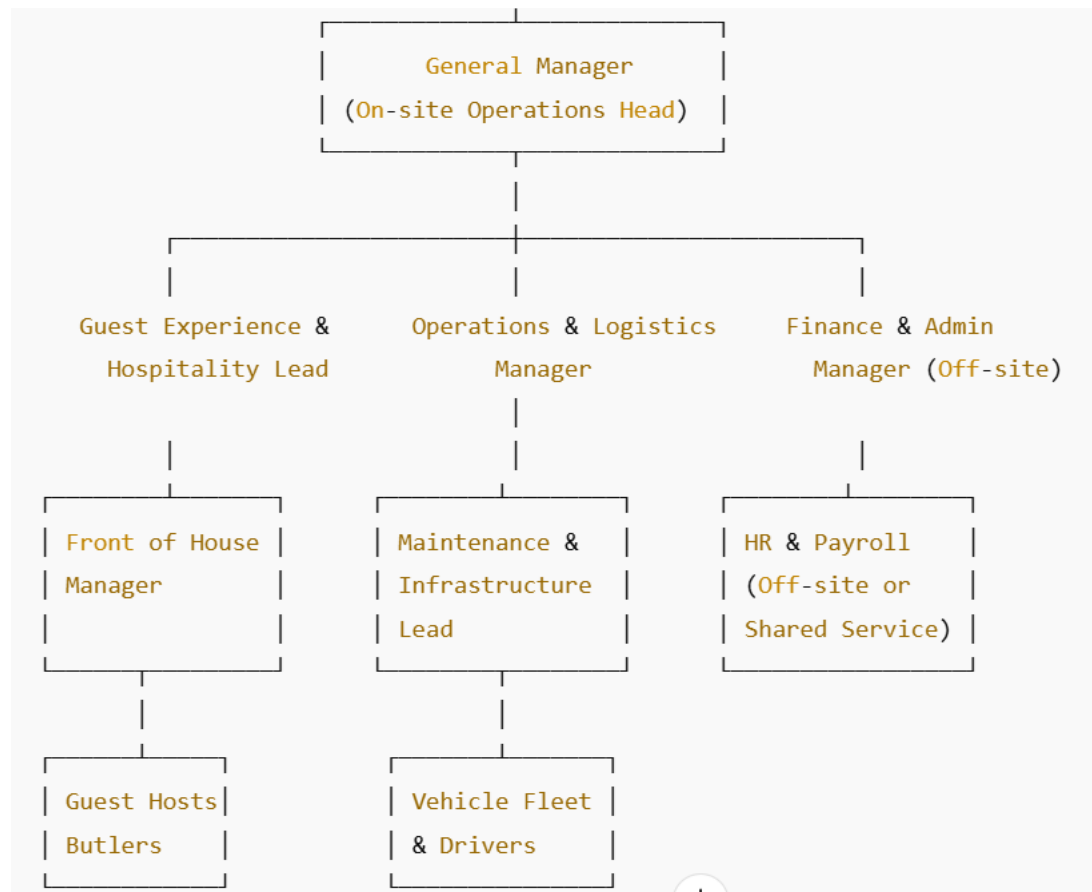 General Manager
(On-site Operations Head)
Guest Experience &
Hospitality Lead
Operations & Logistics
Manager
Finance & Admin
Manager (Off-site)
Front of House
Manager
Maintenance &
Infrastructure
Lead
HR & Payroll
(Off-site or
Shared Service)
Guest Hosts
Butlers
Vehicle Fleet
& Drivers